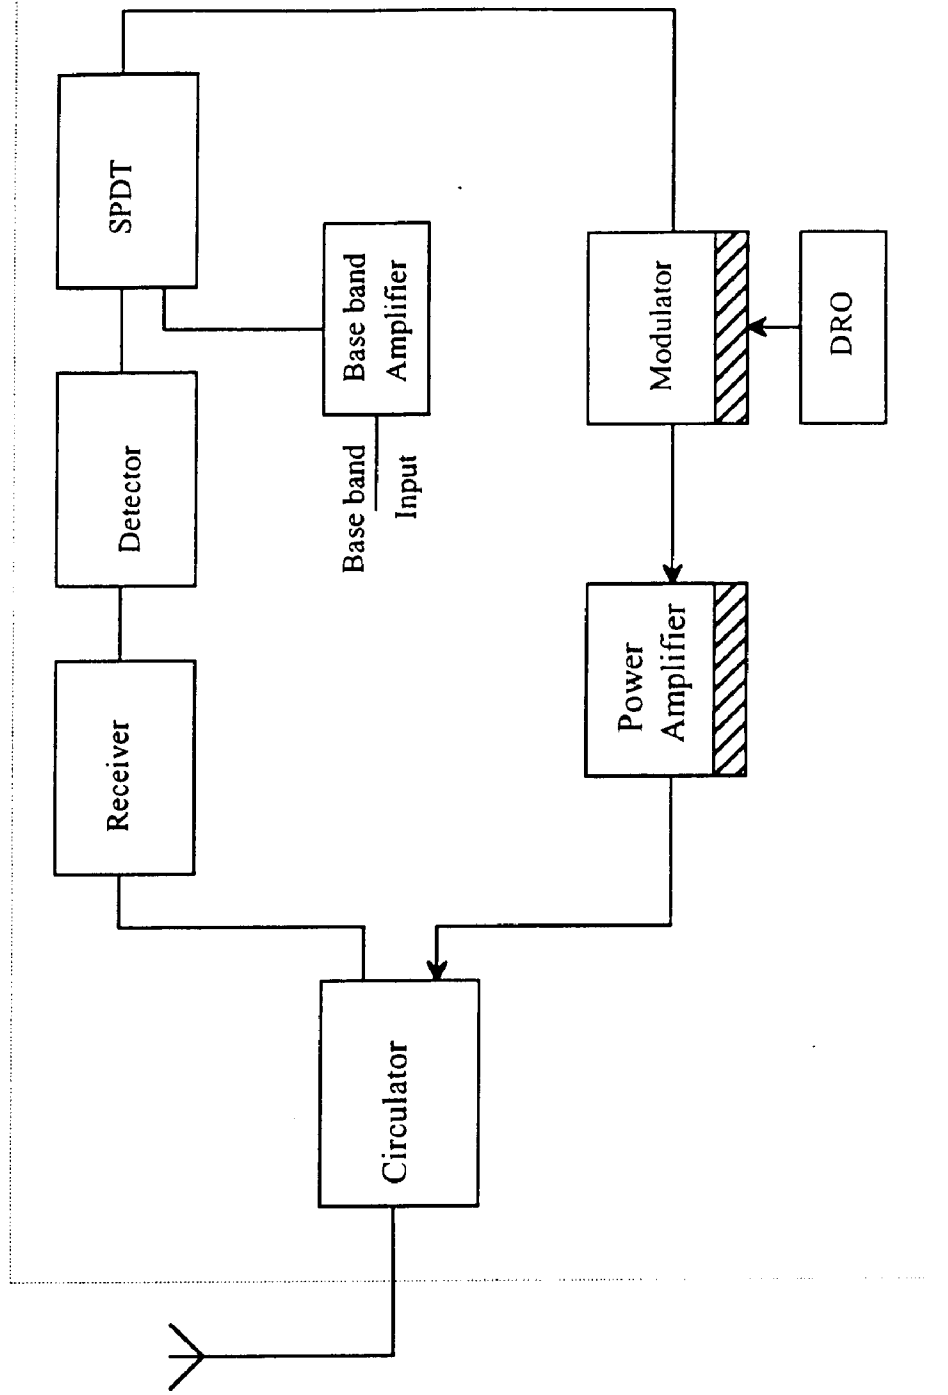 Circulator
Receiver
Detector
SPDT
Base band
Input
Base band
Amplifier
Power
Amplifier
Modulator
DRO